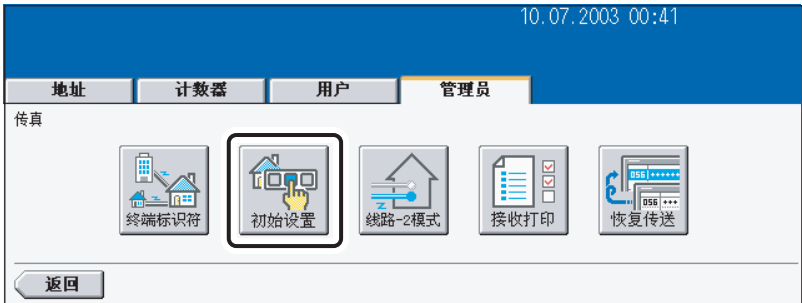 10.07.2003 00:41
地址 计数器 用户 管理员
传真
056
056
终端标识符 初始设置 线路-2模式 接收打印 恢复传送
返回